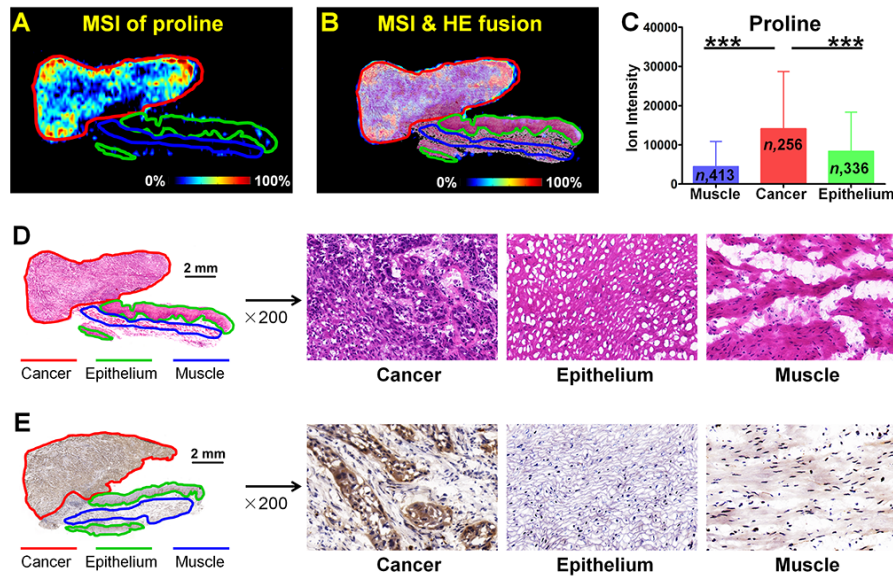 A
MSI of proline
0%
100%
B
MSI & HE fusion
0%
100%
C
Proline
***
***
Ion Intensity
40000
30000
20000
10000
0
n,413
n,256
n,336
Muscle
Cancer
Epithelium
D
2 mm
×200
Cancer
Epithelium
Muscle
Cancer
Epithelium
Muscle
E
2 mm
×200
Cancer
Epithelium
Muscle
Cancer
Epithelium
Muscle